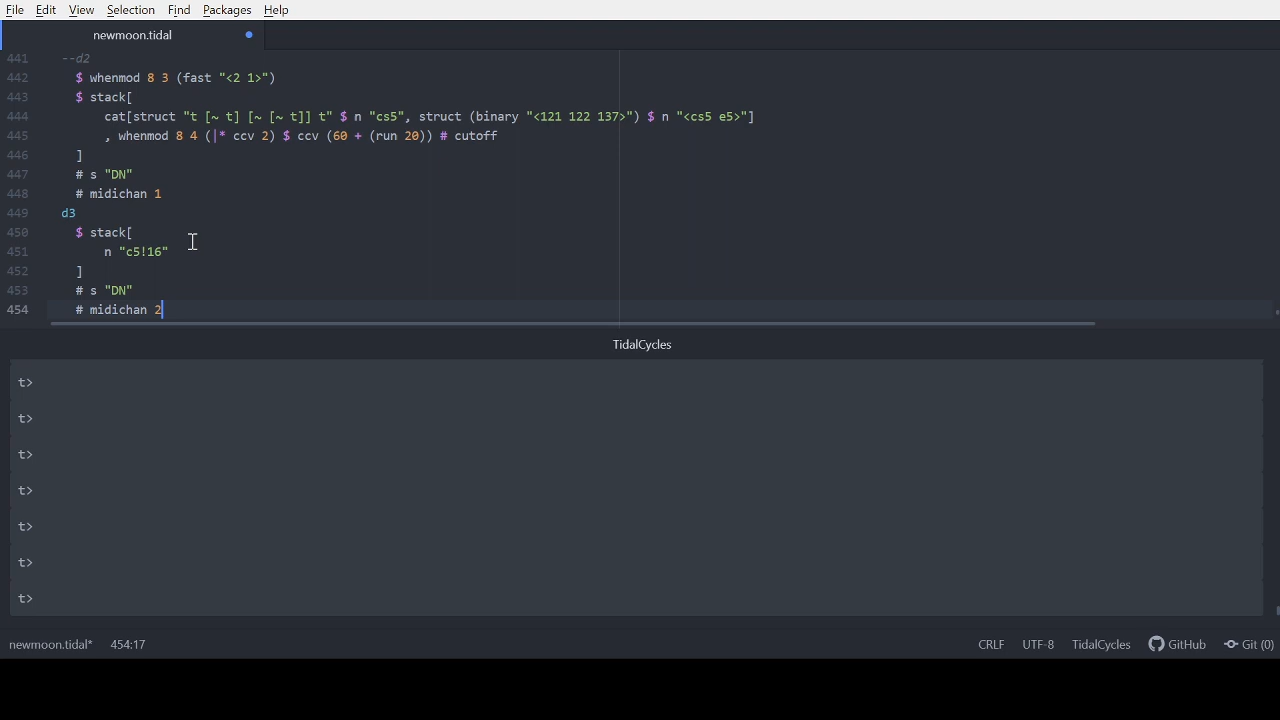 File Edit View Selection Find Packages Help
newmoon.tidal
441 --d2
442 $ whenmod 8 3 (fast "<2 1>")
443 $ stack[
444 cat[struct "t [~ t] [~ [~ t]] t" $ n "cs5", struct (binary "<121 122 137>") $ n "<cs5 e5>"]
445 , whenmod 8 4 (|* ccv 2) $ ccv (60 + (run 20)) # cutoff
446 ]
447 # s "DN"
448 # midichan 1
449 d3
450 $ stack[
451 n "c5!16"
452 ]
453 # s "DN"
454 # midichan 2
TidalCycles
t>
t>
t>
t>
t>
t>
t>
newmoon.tidal* 454:17 CRLF UTF-8 TidalCycles GitHub Git (0)